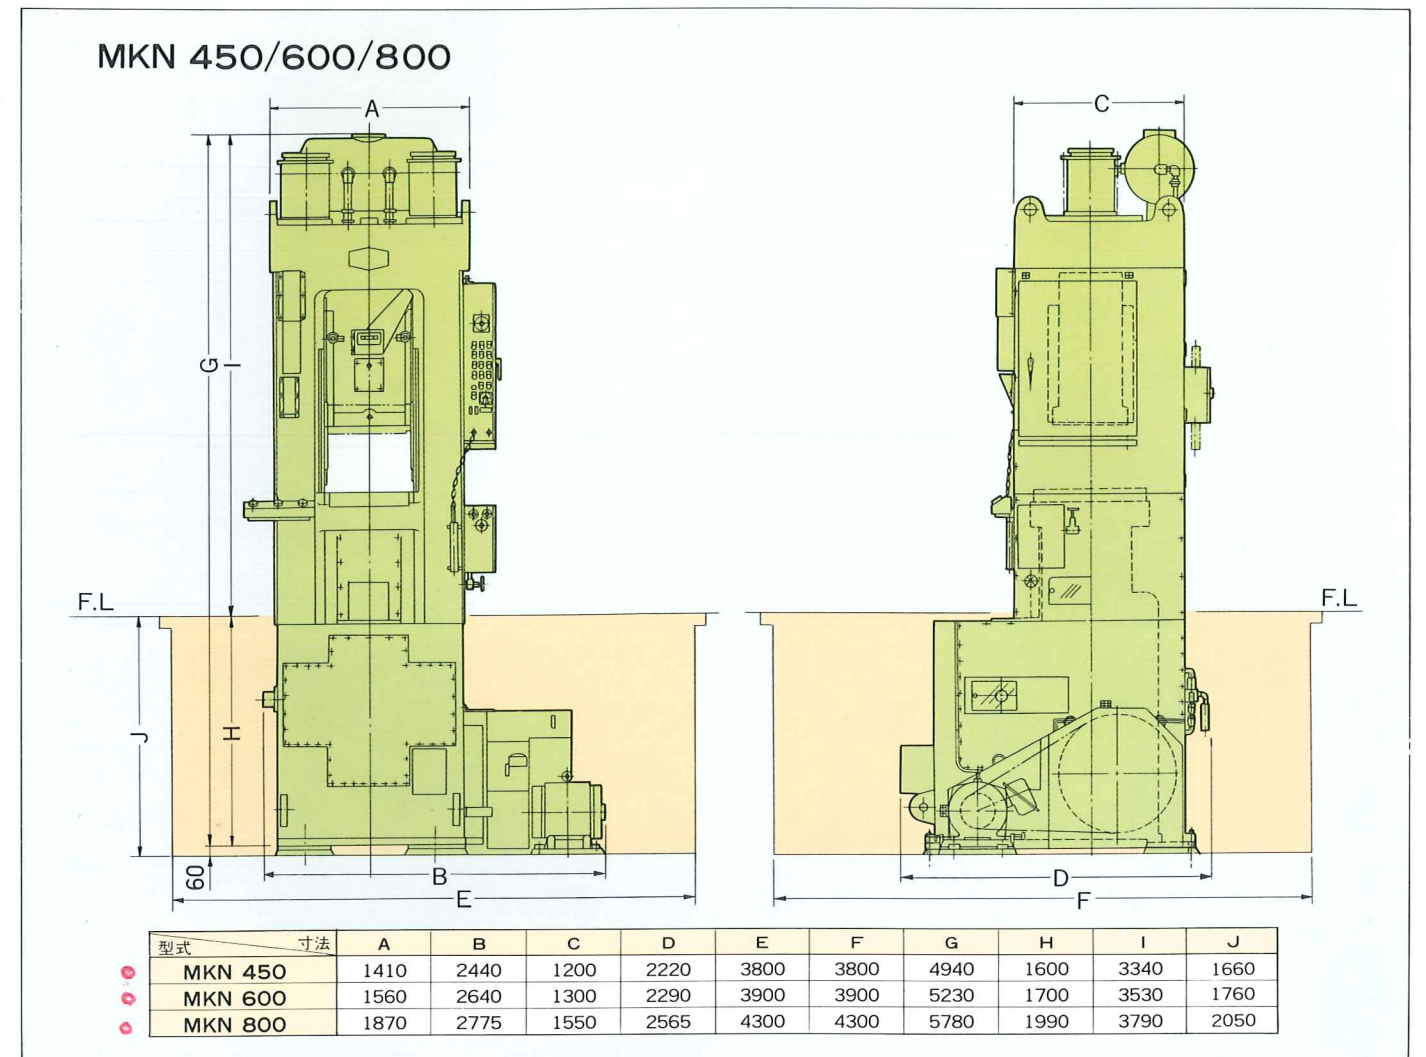 MKN 450/600/800
A
C
G
I
F.L
F.L
J
H
60
B
E
D
F
型式 寸法 A B C D E F G H I J
MKN 450 1410 2440 1200 2220 3800 3800 4940 1600 3340 1660
MKN 600 1560 2640 1300 2290 3900 3900 5230 1700 3530 1760
MKN 800 1870 2775 1550 2565 4300 4300 5780 1990 3790 2050